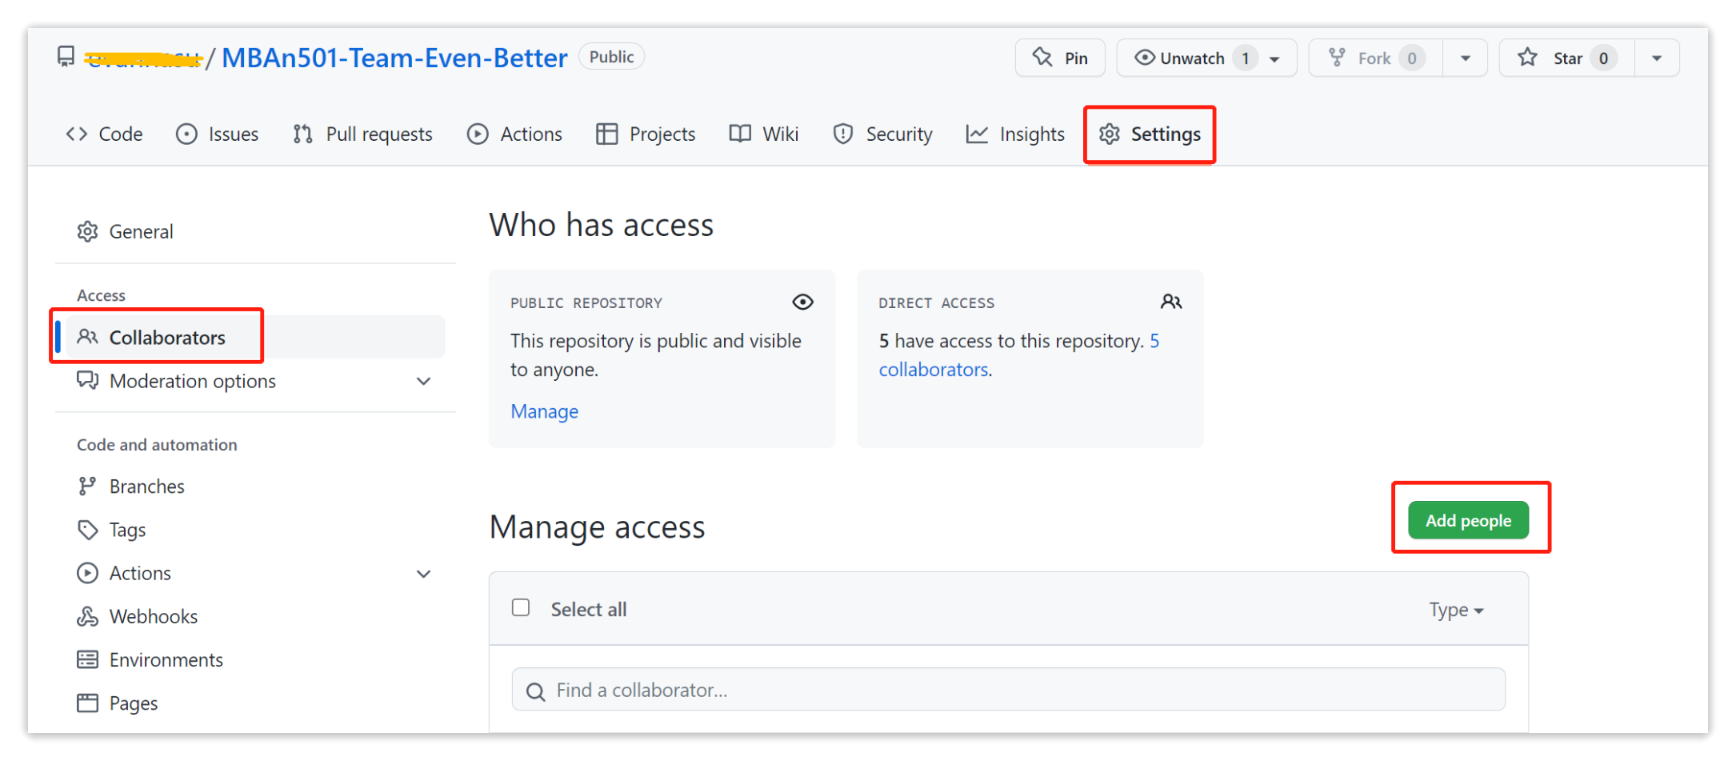 / MBAn501-Team-Even-Better Public
Pin Unwatch 1 Fork 0 Star 0
Code Issues Pull requests Actions Projects Wiki Security Insights Settings
General
Access
Collaborators
Moderation options
Code and automation
Branches
Tags
Actions
Webhooks
Environments
Pages
Who has access
PUBLIC REPOSITORY
This repository is public and visible
to anyone.
Manage
DIRECT ACCESS
5 have access to this repository. 5
collaborators.
Manage access
Add people
Select all
Type
Find a collaborator...